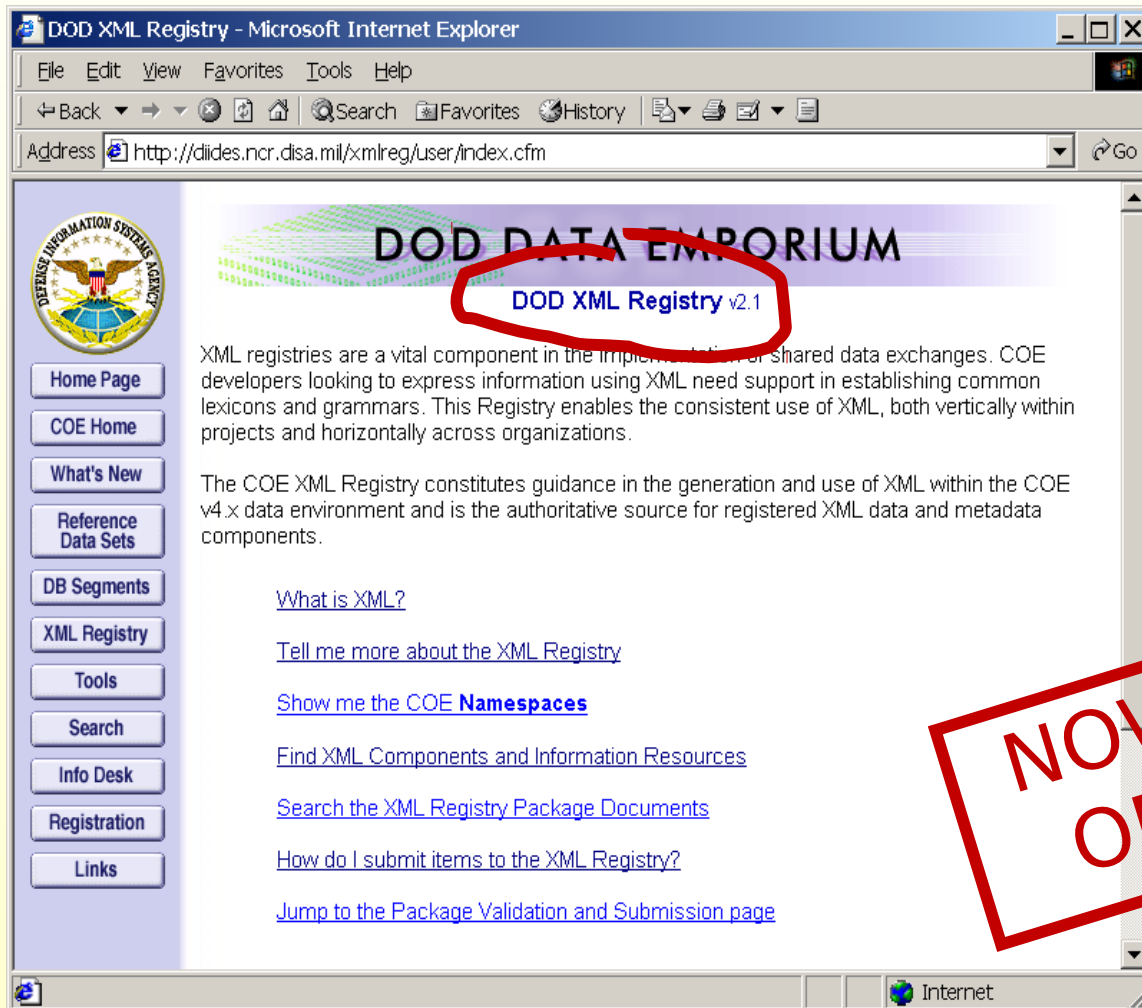 DOD XML Registry - Microsoft Internet Explorer
File Edit View Favorites Tools Help
Back Search Favorites History
Address http://diides.ncr.disa.mil/xmlreg/user/index.cfm Go
DEFENSE INFORMATION SYSTEMS AGENCY
DOD DATA EMPORIUM
DOD XML Registry v2.1
XML registries are a vital component in the implementation of shared data exchanges. COE
developers looking to express information using XML need support in establishing common
lexicons and grammars. This Registry enables the consistent use of XML, both vertically within
projects and horizontally across organizations.
The COE XML Registry constitutes guidance in the generation and use of XML within the COE
v4.x data environment and is the authoritative source for registered XML data and metadata
components.
Home Page
COE Home
What's New
Reference
Data Sets
DB Segments
XML Registry
Tools
Search
Info Desk
Registration
Links
What is XML?
Tell me more about the XML Registry
Show me the COE Namespaces
Find XML Components and Information Resources
Search the XML Registry Package Documents
How do I submit items to the XML Registry?
Jump to the Package Validation and Submission page
Internet